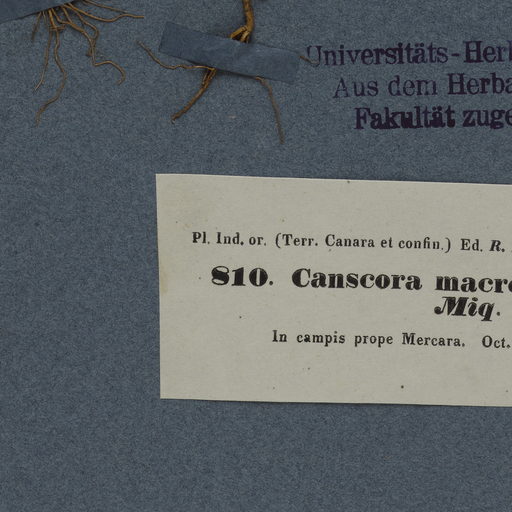 Universitäts-Herb
Aus dem Herba
Fakultät zuge
Pl. Ind. or. (Terr. Canara et confin.) Ed. R.
810. Canscora macro
Miq.
In campis prope Mercara. Oct.